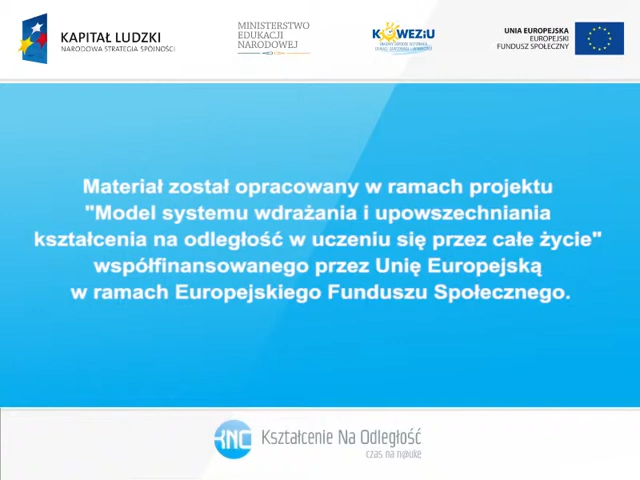 KAPITAŁ LUDZKI
NARODOWA STRATEGIA SPÓJNOŚCI
MINISTERSTWO
EDUKACJI
NARODOWEJ
KOWEZiU
UNIA EUROPEJSKA
EUROPEJSKI
FUNDUSZ SPOŁECZNY
Materiał został opracowany w ramach projektu
"Model systemu wdrażania i upowszechniania
kształcenia na odległość w uczeniu się przez całe życie"
współfinansowanego przez Unię Europejską
w ramach Europejskiego Funduszu Społecznego.
KNO Kształcenie Na Odległość
czas na n@ukę